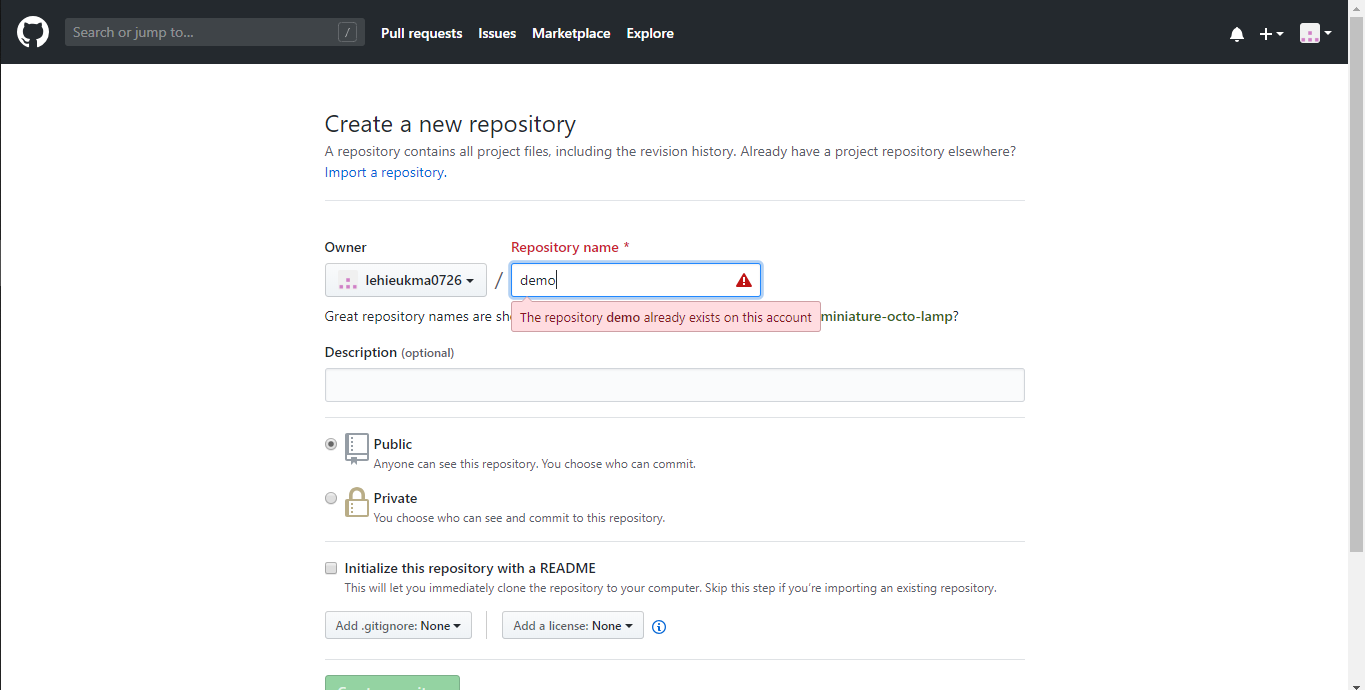 Search or jump to... / Pull requests Issues Marketplace Explore
Create a new repository
A repository contains all project files, including the revision history. Already have a project repository elsewhere?
Import a repository.
Owner Repository name *
lehieukma0726 / demo
Great repository names are sh
The repository demo already exists on this account
miniature-octo-lamp?
Description (optional)
Public
Anyone can see this repository. You choose who can commit.
Private
You choose who can see and commit to this repository.
Initialize this repository with a README
This will let you immediately clone the repository to your computer. Skip this step if you’re importing an existing repository.
Add .gitignore: None Add a license: None